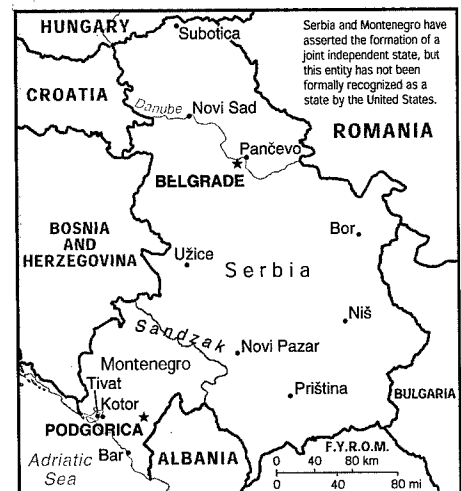 HUNGARY
Subotica
Serbia and Montenegro have
asserted the formation of a
joint independent state, but
this entity has not been
formally recognized as a
state by the United States.
CROATIA
Danube
Novi Sad
ROMANIA
Pančevo
BELGRADE
BOSNIA
AND
HERZEGOVINA
Bor
Užice
Serbia
Niš
Sandzak
Novi Pazar
Montenegro
Tivat
Kotor
Priština
BULGARIA
PODGORICA
Bar
ALBANIA
F.Y.R.O.M.
Adriatic
Sea
0 40 80 km
0 40 80 mi